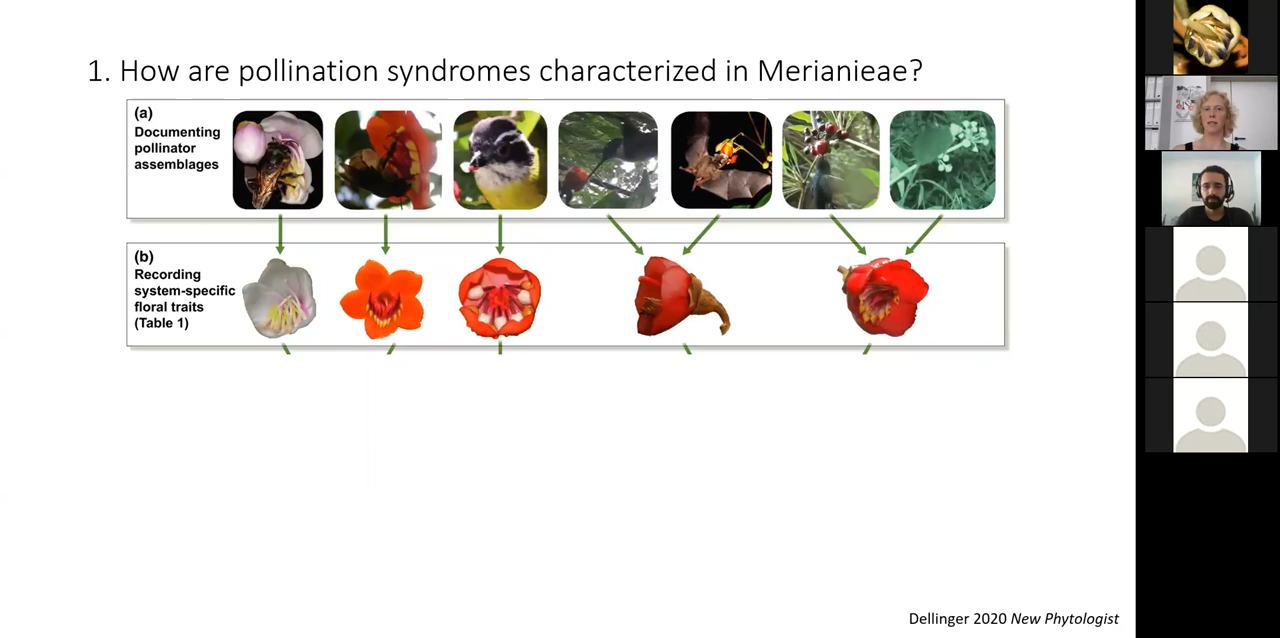 1. How are pollination syndromes characterized in Merianieae?
(a)
Documenting
pollinator
assemblages
(b)
Recording
system-specific
floral traits
(Table 1)
Dellinger 2020 New Phytologist